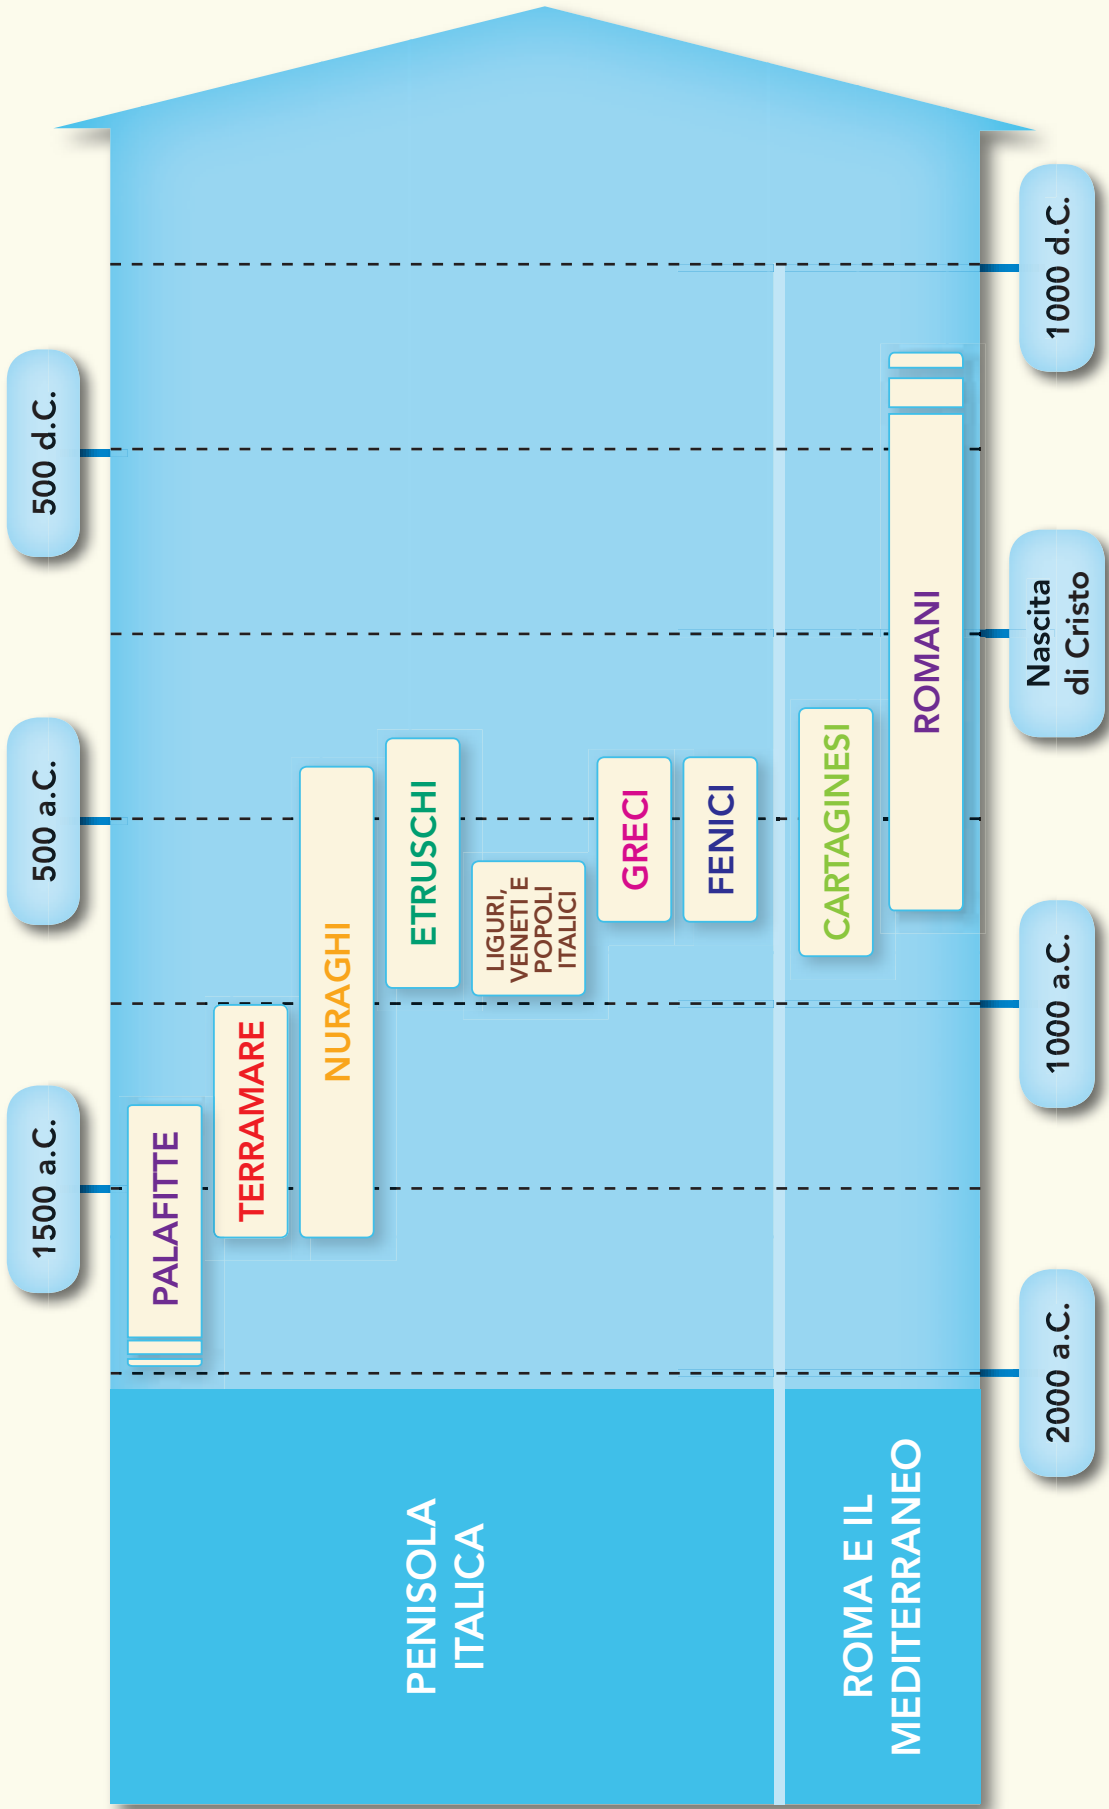 1500 a.C.
500 a.C.
500 d.C.
PENISOLA
ITALICA
PALAFITTE
TERRAMARE
NURAGHI
ETRUSCHI
LIGURI,
VENETI E
POPOLI
ITALICI
GRECI
FENICI
ROMA E IL
MEDITERRANEO
CARTAGINESI
ROMANI
2000 a.C.
1000 a.C.
Nascita
di Cristo
1000 d.C.